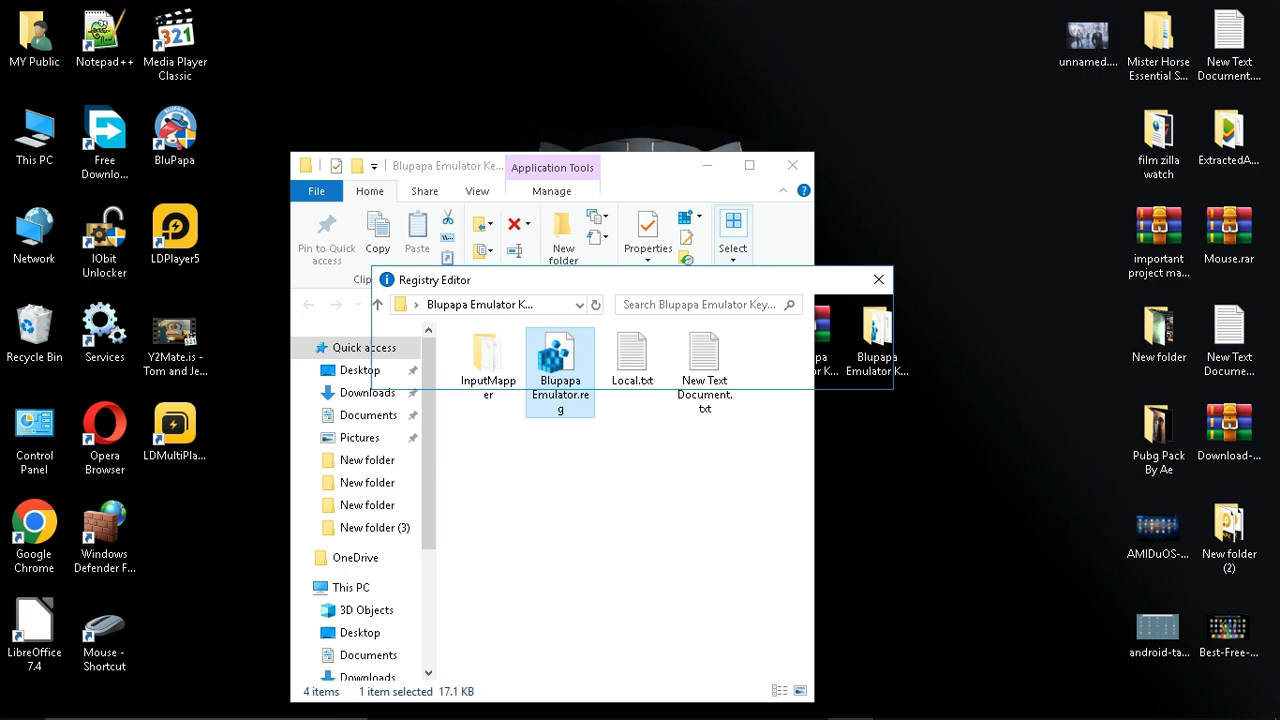 MY Public
Notepad++
Media Player
Classic
This PC
Free
Downlo...
BluPapa
Network
IObit
Unlocker
LDPlayer5
Recycle Bin
Services
Y2Mate.is -
Tom and Je...
Control
Panel
Opera
Browser
LDMultiPla...
Google
Chrome
Windows
Defender F...
LibreOffice
7.4
Mouse -
Shortcut
Blupapa Emulator Ke...
Application Tools
File
Home
Share
View
Manage
Pin to Quick
access
Copy
Paste
New
folder
Properties
Select
Clip
Registry Editor
Blupapa Emulator K...
Search Blupapa Emulator Key...
Quick access
Desktop
Downloads
Documents
Pictures
New folder
New folder
New folder
New folder (3)
OneDrive
This PC
3D Objects
Desktop
Documents
Downloads
InputMapp
er
Blupapa
Emulator.re
g
Local.txt
New Text
Document.
txt
4 items
1 item selected
17.1 KB
pa
r K...
Blupapa
Emulator K...
unnamed....
Mister Horse
Essential S...
New Text
Document....
film zilla
watch
ExtractedA...
important
project ma...
Mouse.rar
New folder
New Text
Docume...
Pubg Pack
By Ae
Download-...
AMIDuOS-...
New folder
(2)
android-ta...
Best-Free-...
321
BLUPAPA